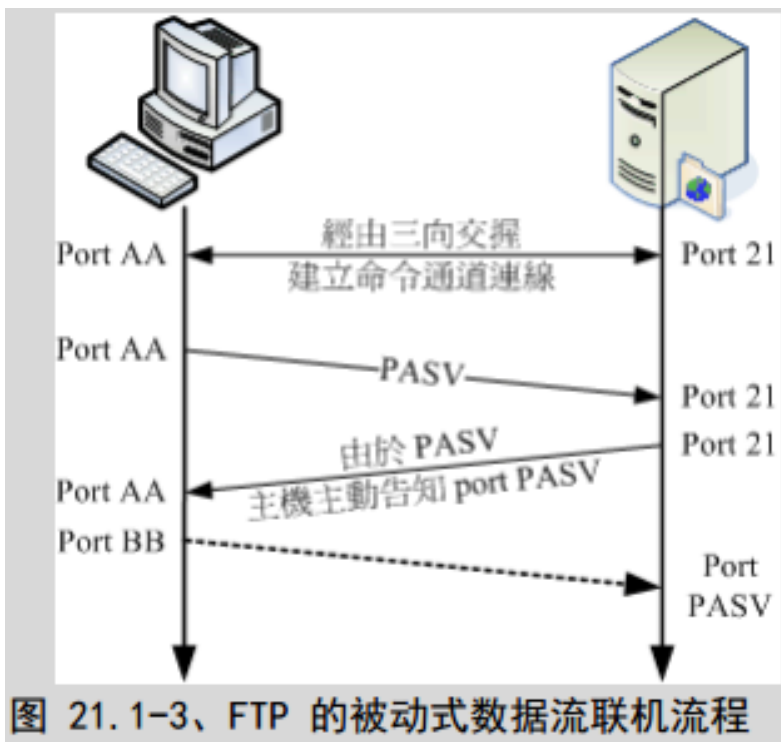 經由三向交握
Port AA
Port 21
建立命令通道連線
Port AA
PASV
Port 21
由於 PASV
Port 21
主機主動告知 port PASV
Port AA
Port BB
Port
PASV
图 21.1-3、FTP 的被动式数据流联机流程